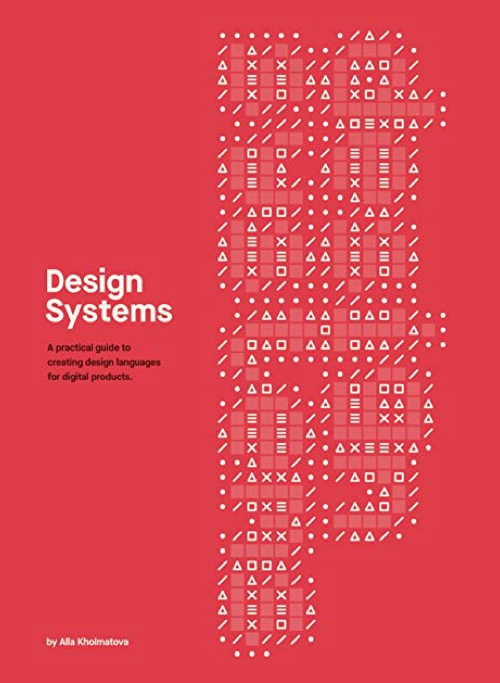 Design
Systems
A practical guide to
creating design languages
for digital products.
by Alla Kholmatova